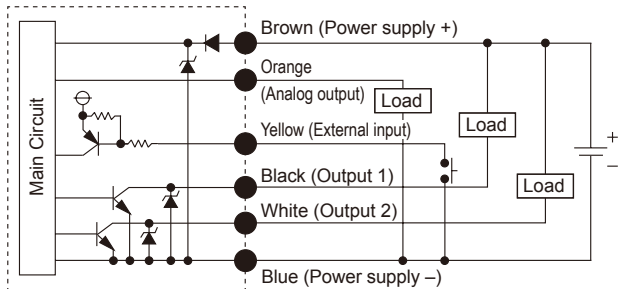 Main Circuit
Brown (Power supply +)
Orange
(Analog output)
Load
Yellow (External input)
Load
Black (Output 1)
Load
White (Output 2)
Blue (Power supply –)
+
–